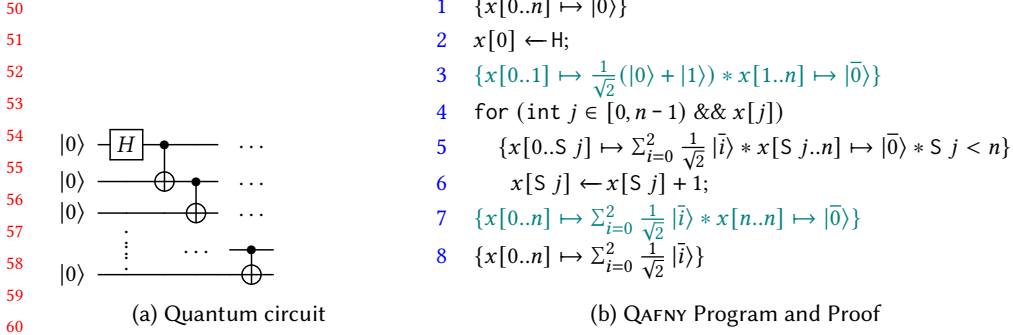 50
51
52
53
54
55
56
57
58
59
60
|0⟩ H ...
|0⟩ ...
|0⟩ ...
...
|0⟩
(a) Quantum circuit
1 {x[0..n] ↦ |0̅⟩}
2 x[0] ← H;
3 {x[0..1] ↦ 1/√2 (|0⟩ + |1⟩) * x[1..n] ↦ |0̅⟩}
4 for (int j ∈ [0, n − 1) && x[j])
5 {x[0..S j] ↦ Σ²ᵢ₌₀ 1/√2 |i̅⟩ * x[S j..n] ↦ |0̅⟩ * S j < n}
6 x[S j] ← x[S j] + 1;
7 {x[0..n] ↦ Σ²ᵢ₌₀ 1/√2 |i̅⟩ * x[n..n] ↦ |0̅⟩}
8 {x[0..n] ↦ Σ²ᵢ₌₀ 1/√2 |i̅⟩}
(b) QAFNY Program and Proof